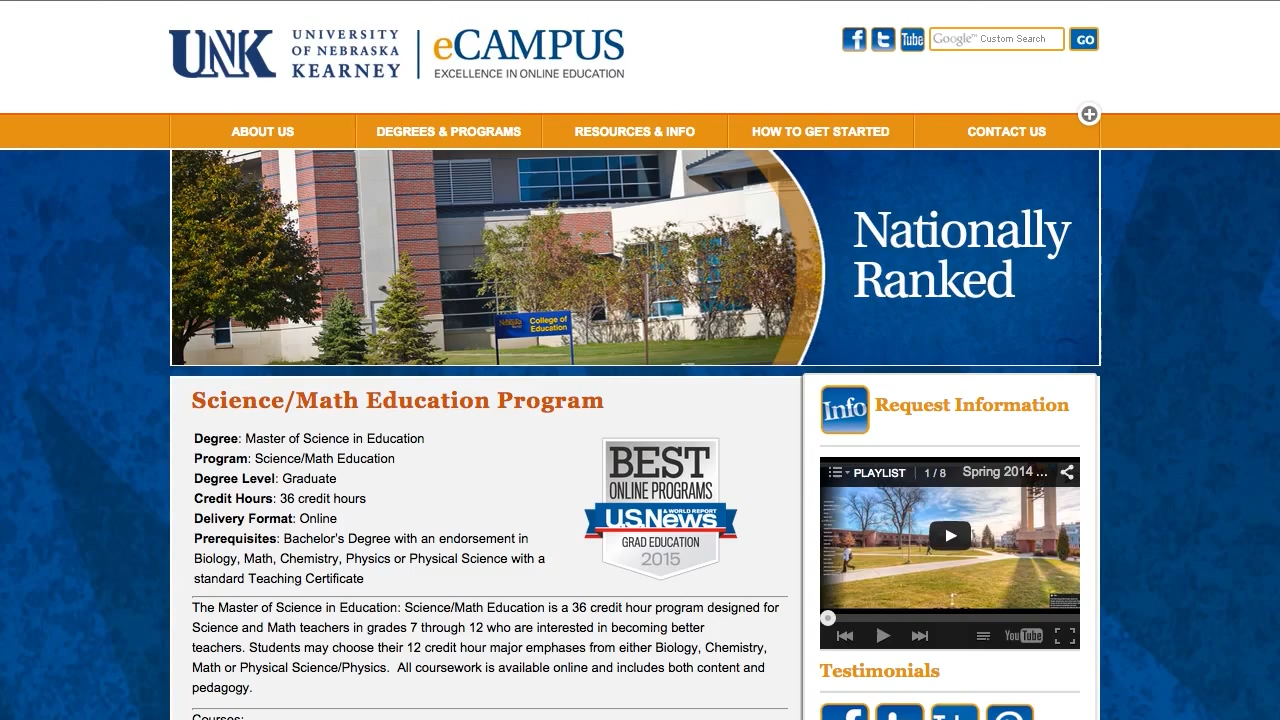 UNK
UNIVERSITY
OF NEBRASKA
KEARNEY
eCAMPUS
EXCELLENCE IN ONLINE EDUCATION
Tube
Google™ Custom Search
GO
ABOUT US
DEGREES & PROGRAMS
RESOURCES & INFO
HOW TO GET STARTED
CONTACT US
College of
Education
Nationally
Ranked
Science/Math Education Program
Degree: Master of Science in Education
Program: Science/Math Education
Degree Level: Graduate
Credit Hours: 36 credit hours
Delivery Format: Online
Prerequisites: Bachelor's Degree with an endorsement in
Biology, Math, Chemistry, Physics or Physical Science with a
standard Teaching Certificate
BEST
ONLINE PROGRAMS
U.S.News
& WORLD REPORT
GRAD EDUCATION
2015
The Master of Science in Education: Science/Math Education is a 36 credit hour program designed for
Science and Math teachers in grades 7 through 12 who are interested in becoming better
teachers. Students may choose their 12 credit hour major emphases from either Biology, Chemistry,
Math or Physical Science/Physics. All coursework is available online and includes both content and
pedagogy.
Courses:
Info
Request Information
PLAYLIST 1 / 8 Spring 2014 ...
YouTube
Testimonials